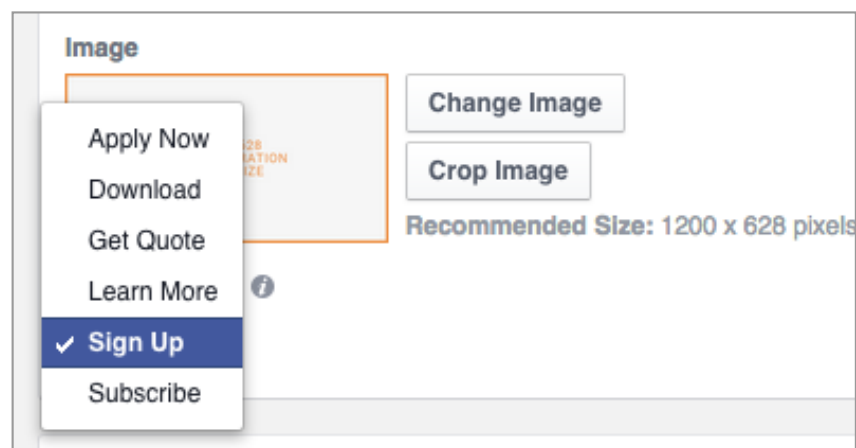 Image
Change Image
Crop Image
Recommended Size: 1200 x 628 pixels
Apply Now
Download
Get Quote
Learn More
✓ Sign Up
Subscribe